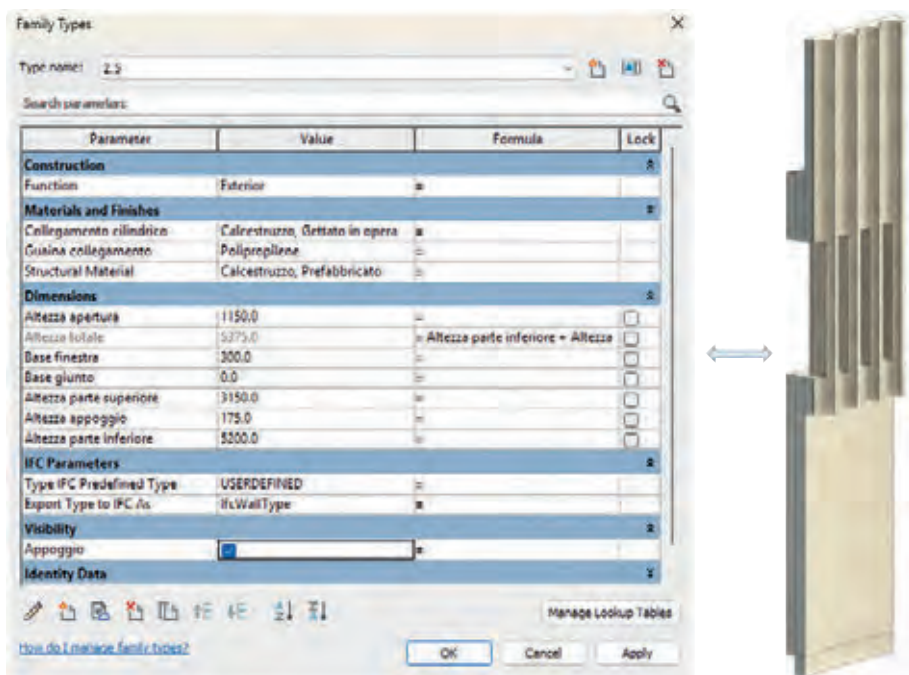 Family Types
Type name: 2.5
Search parameters
Parameter Value Formula Lock
Construction
Function Exterior =
Materials and Finishes
Collegamento cilindrico Calcestruzzo, Gettato in opera =
Guaina collegamento Polipropilene =
Structural Material Calcestruzzo, Prefabbricato =
Dimensions
Altezza apertura 1150.0 =
Altezza totale 5375.0 = Altezza parte inferiore + Altezza
Base finestra 300.0 =
Base giunto 0.0 =
Altezza parte superiore 3150.0 =
Altezza appoggio 175.0 =
Altezza parte inferiore 5200.0 =
IFC Parameters
Type IFC Predefined Type USERDEFINED =
Export Type to IFC As IfcWallType =
Visibility
Appoggio =
Identity Data
Manage Lookup Tables
How do I manage family types?
OK Cancel Apply